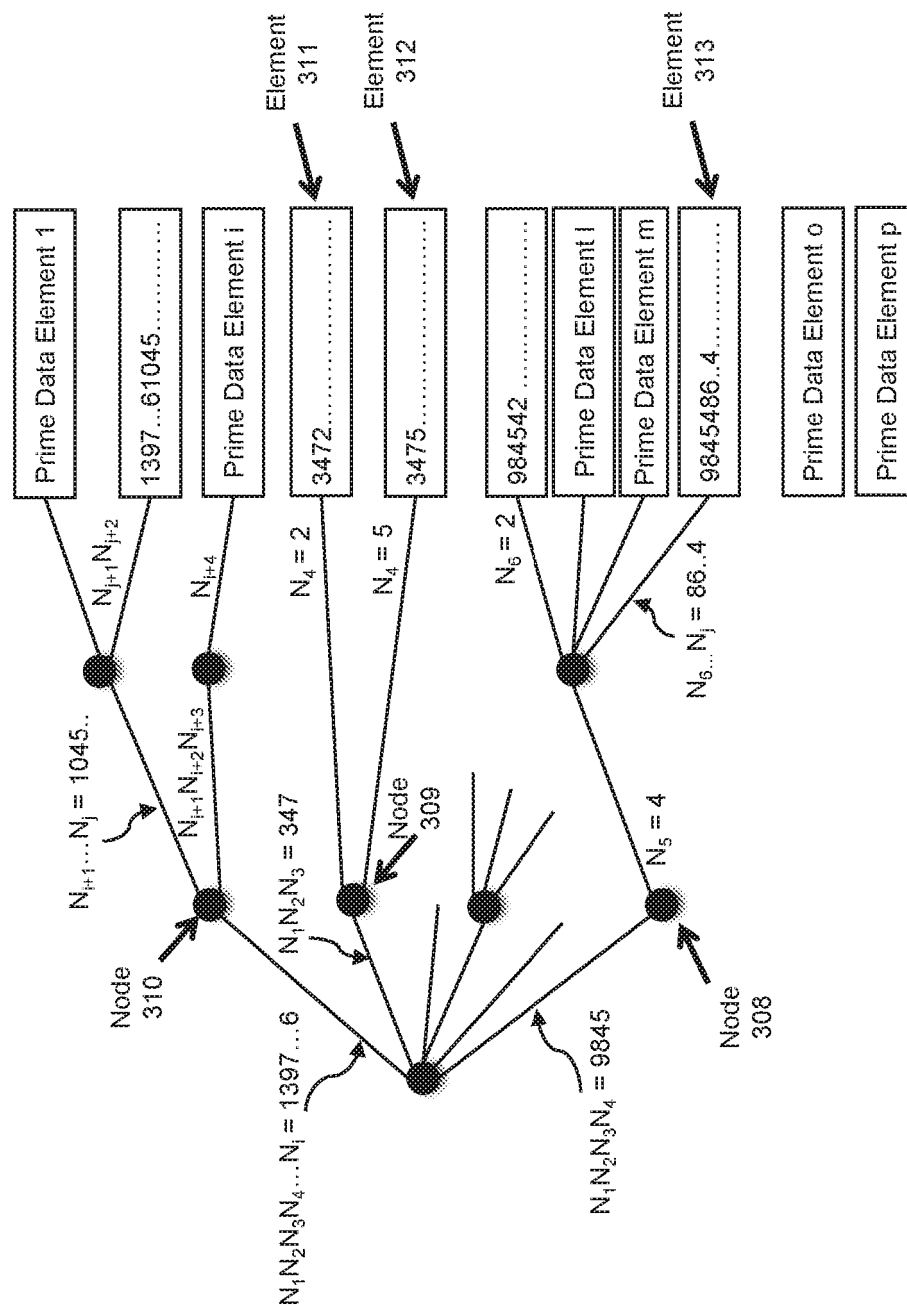 Prime Data Element 1
1397...61045............
Prime Data Element i
3472..............................
3475..............................
984542 ..................
Prime Data Element l
Prime Data Element m
9845486..4...............
Prime Data Element o
Prime Data Element p
Element
311
Element
312
Element
313
Nj+1Nj+2
Ni+4
N4 = 2
N4 = 5
N6 = 2
N6...Nj = 86..4
Ni+1...Nj = 1045..
Ni+1Ni+2Ni+3
Node
310
N1N2N3 = 347
Node
309
N5 = 4
N1N2N3N4...Ni = 1397...6
N1N2N3N4 = 9845
Node
308